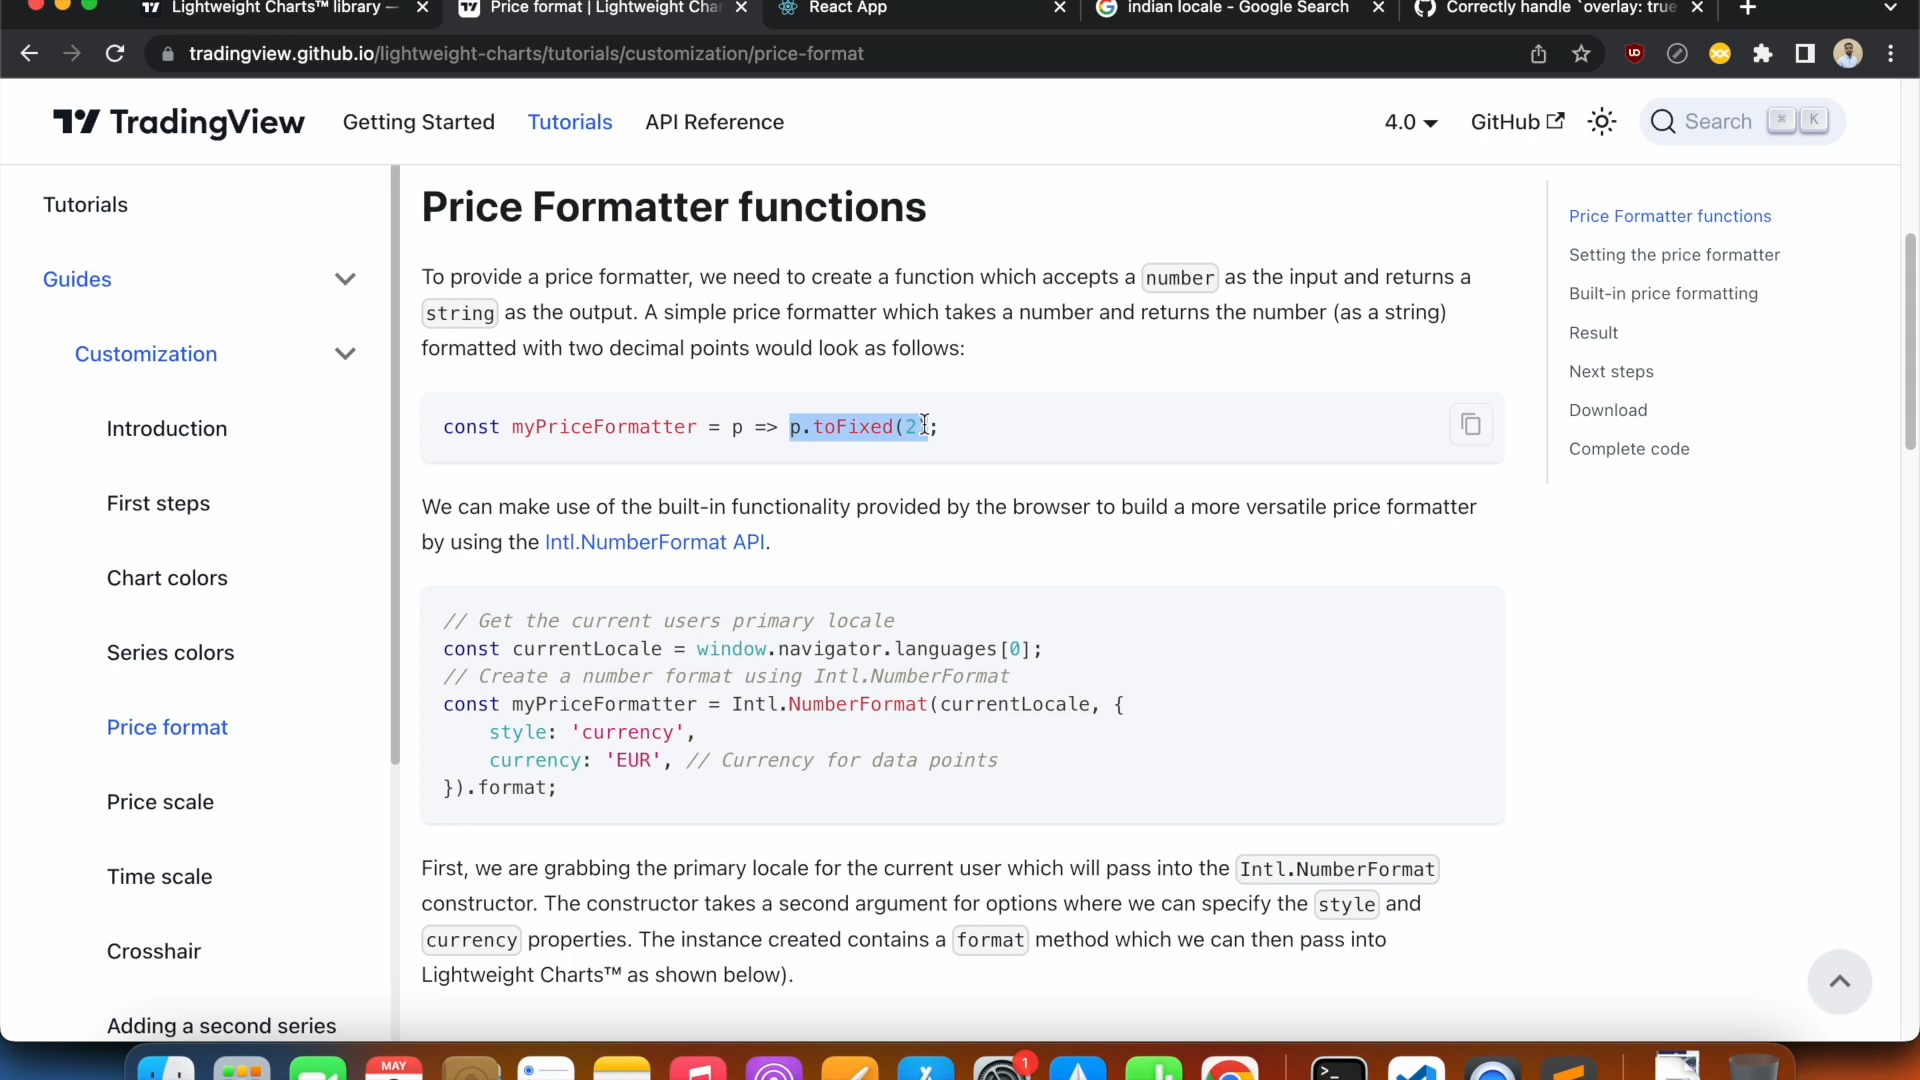 Lightweight Charts™ library –
Price format | Lightweight Char
React App
indian locale - Google Search
Correctly handle `overlay: true
tradingview.github.io/lightweight-charts/tutorials/customization/price-format
TradingView
Getting Started
Tutorials
API Reference
4.0
GitHub
Search
⌘
K
Tutorials
Guides
Customization
Introduction
First steps
Chart colors
Series colors
Price format
Price scale
Time scale
Crosshair
Adding a second series
Price Formatter functions
To provide a price formatter, we need to create a function which accepts a number as the input and returns a
string as the output. A simple price formatter which takes a number and returns the number (as a string)
formatted with two decimal points would look as follows:
const myPriceFormatter = p => p.toFixed(2);
We can make use of the built-in functionality provided by the browser to build a more versatile price formatter
by using the Intl.NumberFormat API.
// Get the current users primary locale
const currentLocale = window.navigator.languages[0];
// Create a number format using Intl.NumberFormat
const myPriceFormatter = Intl.NumberFormat(currentLocale, {
style: 'currency',
currency: 'EUR', // Currency for data points
}).format;
First, we are grabbing the primary locale for the current user which will pass into the Intl.NumberFormat
constructor. The constructor takes a second argument for options where we can specify the style and
currency properties. The instance created contains a format method which we can then pass into
Lightweight Charts™ as shown below).
Price Formatter functions
Setting the price formatter
Built-in price formatting
Result
Next steps
Download
Complete code
MAY
1